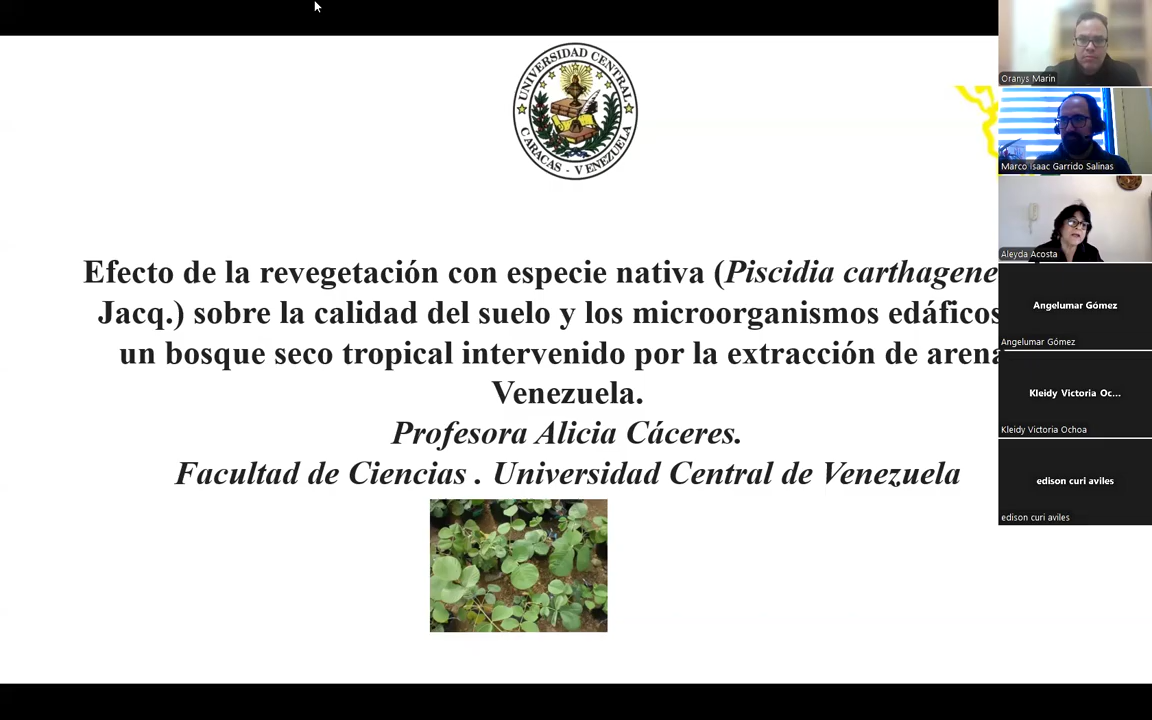 UNIVERSIDAD CENTRAL
CARACAS - VENEZUELA
Efecto de la revegetación con especie nativa (Piscidia carthagene
Jacq.) sobre la calidad del suelo y los microorganismos edáficos
un bosque seco tropical intervenido por la extracción de arena
Venezuela.
Profesora Alicia Cáceres.
Facultad de Ciencias . Universidad Central de Venezuela
Oranys Marín
Marco Isaac Garrido Salinas
Aleyda Acosta
Angelumar Gómez
Angelumar Gómez
Kleidy Victoria Oc...
Kleidy Victoria Ochoa
edison curi aviles
edison curi aviles